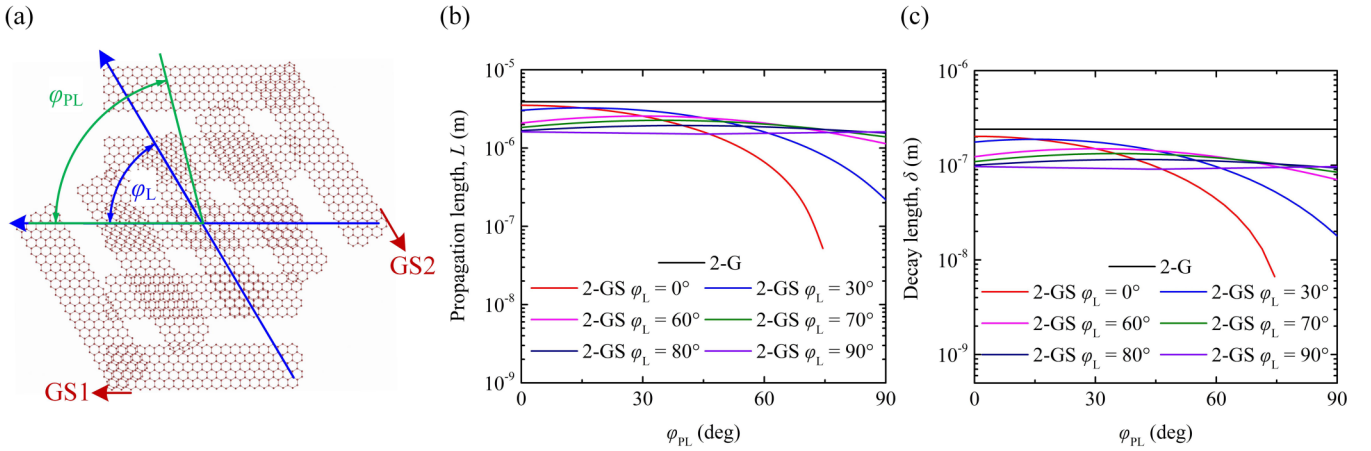 (a)
φPL
φL
GS2
GS1
(b)
Propagation length, L (m)
10⁻⁵
10⁻⁶
10⁻⁷
10⁻⁸
10⁻⁹
2-G
2-GS φL = 0° 2-GS φL = 30°
2-GS φL = 60° 2-GS φL = 70°
2-GS φL = 80° 2-GS φL = 90°
0 30 60 90
φPL (deg)
(c)
Decay length, δ (m)
10⁻⁶
10⁻⁷
10⁻⁸
10⁻⁹
2-G
2-GS φL = 0° 2-GS φL = 30°
2-GS φL = 60° 2-GS φL = 70°
2-GS φL = 80° 2-GS φL = 90°
0 30 60 90
φPL (deg)